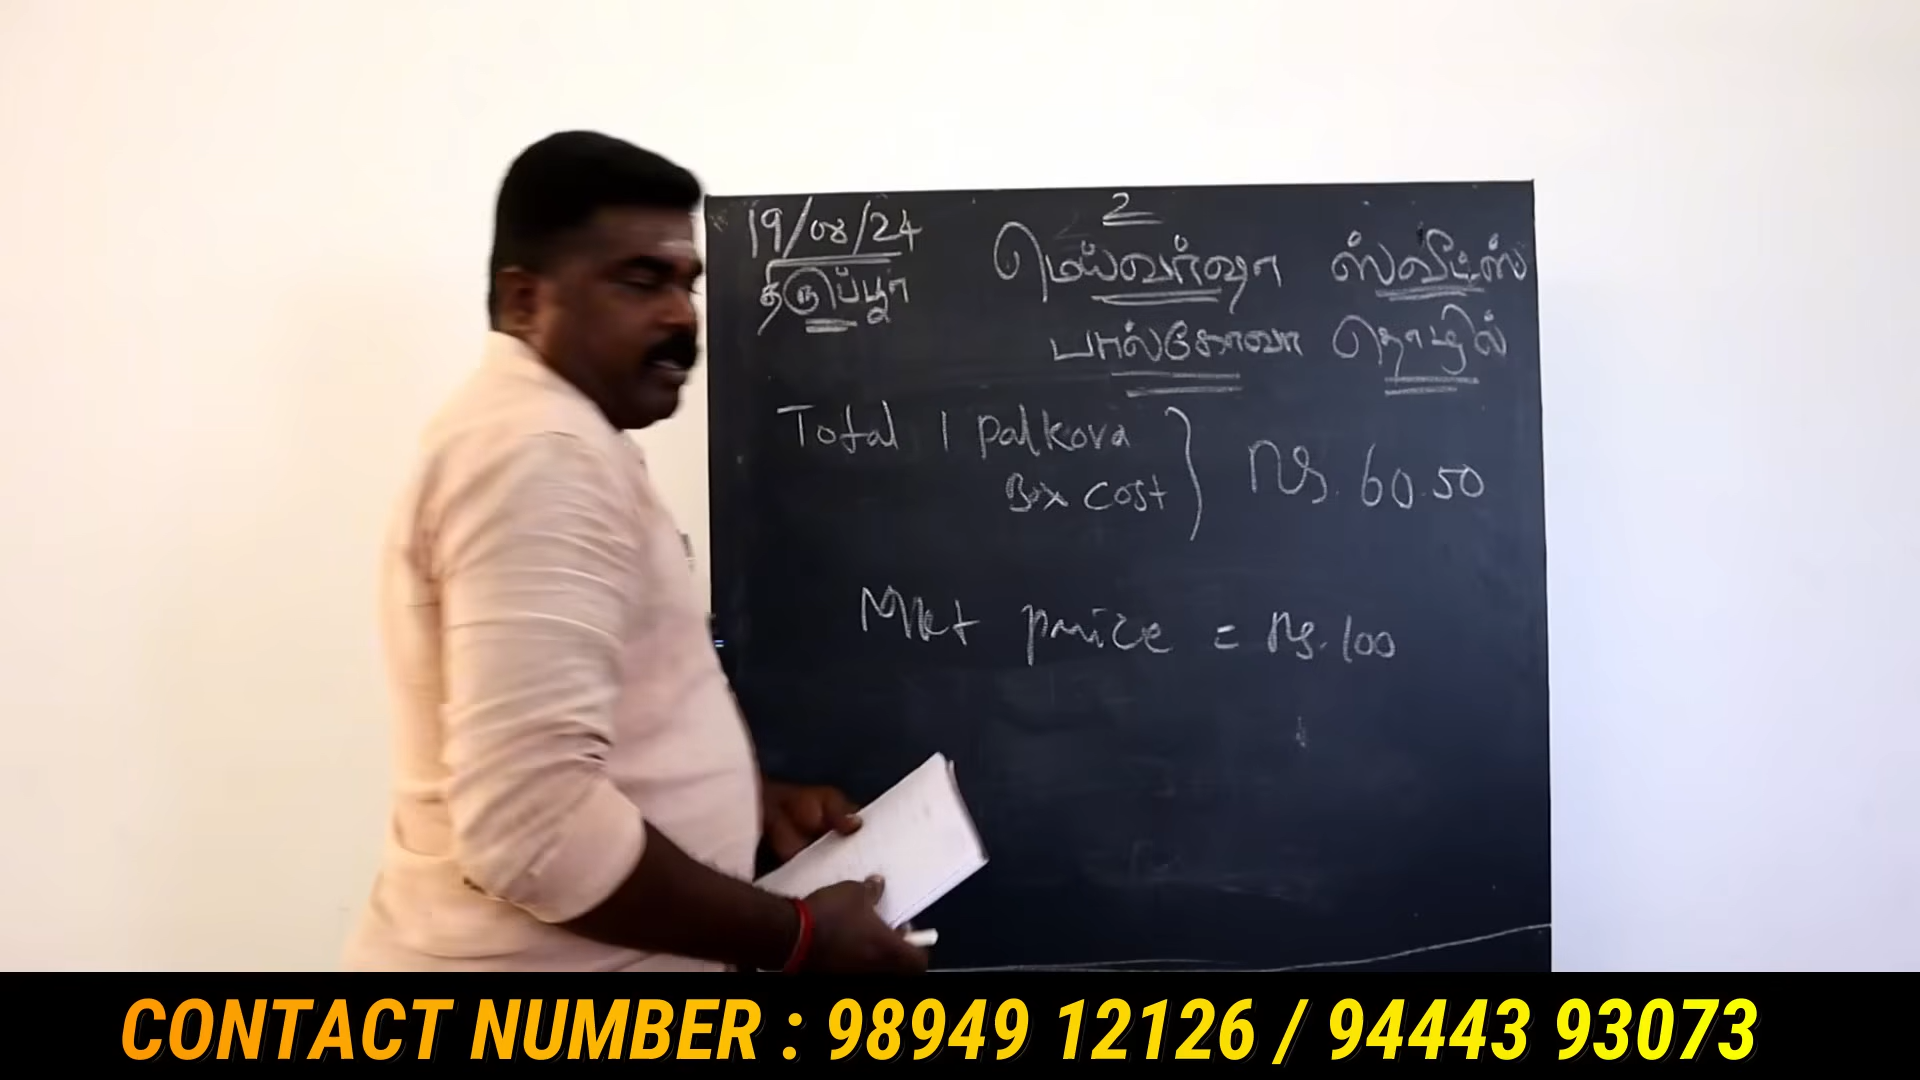 19/08/24
2
திருப்பூர்
மெய்வர்ஷா ஸ்வீட்ஸ்
பால்கோவா தொழில்
Total 1 palkova
Box cost } Rs. 60.50
Mkt price = Rs. 100
CONTACT NUMBER : 98949 12126 / 94443 93073